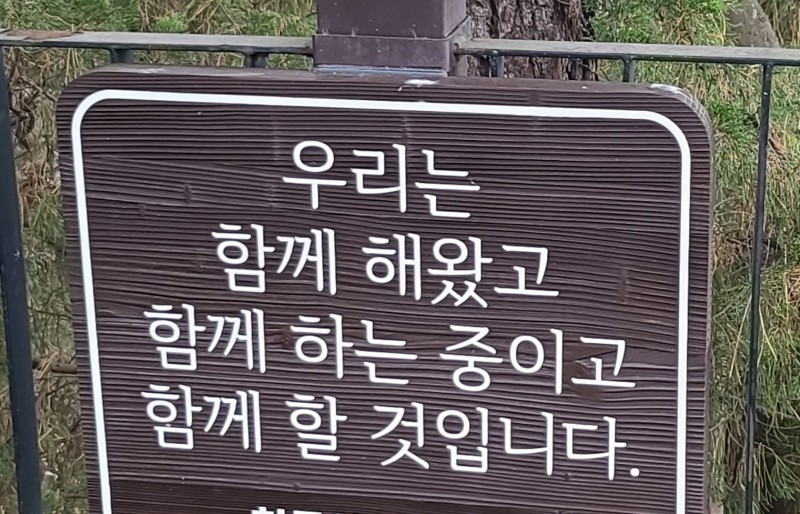 우리는
함께 해왔고
함께 하는 중이고
함께 할 것입니다.